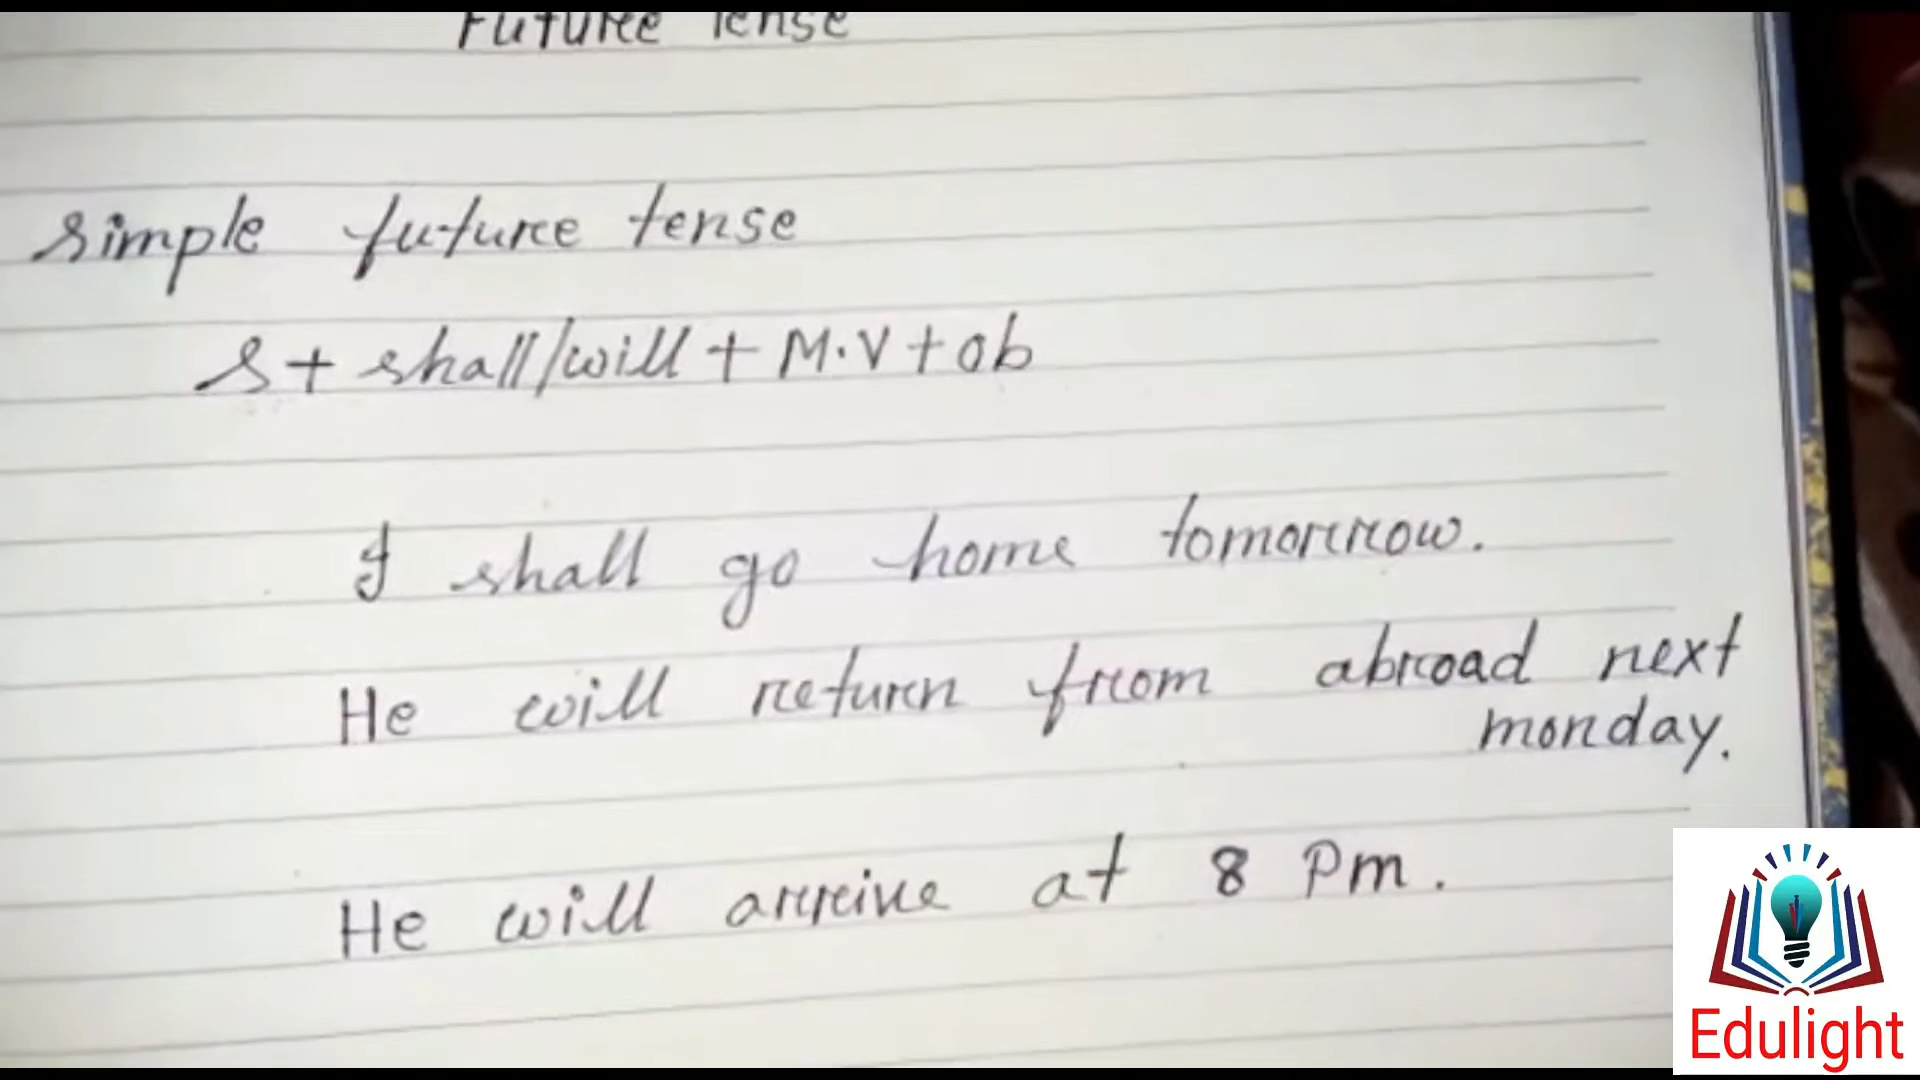 Future Tense
simple future tense
S + shall/will + M.V + ob
I shall go home tomorrow.
He will return from abroad next
monday.
He will arrive at 8 Pm.
Edulight